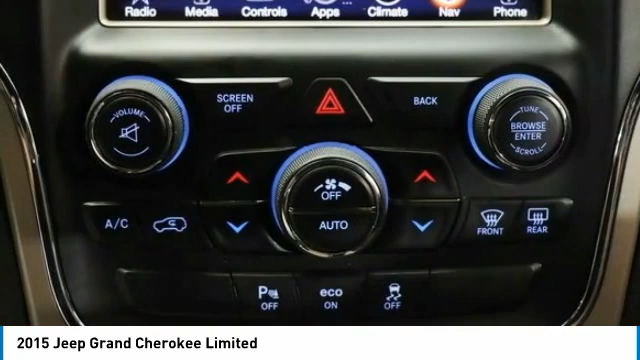 Radio Media Controls Apps Climate Nav Phone
VOLUME
SCREEN
OFF
BACK
TUNE
BROWSE
ENTER
SCROLL
OFF
AUTO
A/C
FRONT
REAR
P
OFF
eco
ON
OFF
2015 Jeep Grand Cherokee Limited